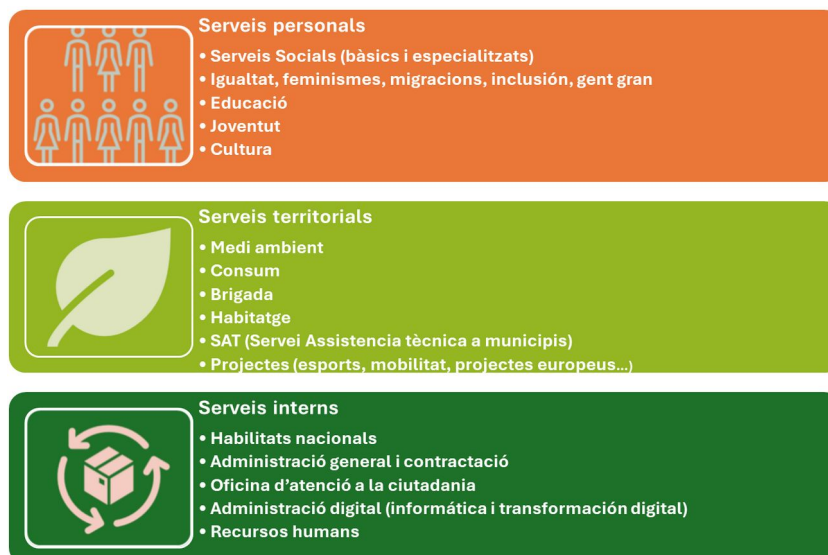 Serveis personals
• Serveis Socials (bàsics i especialitzats)
• Igualtat, feminismes, migracions, inclusión, gent gran
• Educació
• Joventut
• Cultura
Serveis territorials
• Medi ambient
• Consum
• Brigada
• Habitatge
• SAT (Servei Assistencia tècnica a municipis)
• Projectes (esports, mobilitat, projectes europeus...)
Serveis interns
• Habilitats nacionals
• Administració general i contractació
• Oficina d'atenció a la ciutadania
• Administració digital (informática i transformación digital)
• Recursos humans